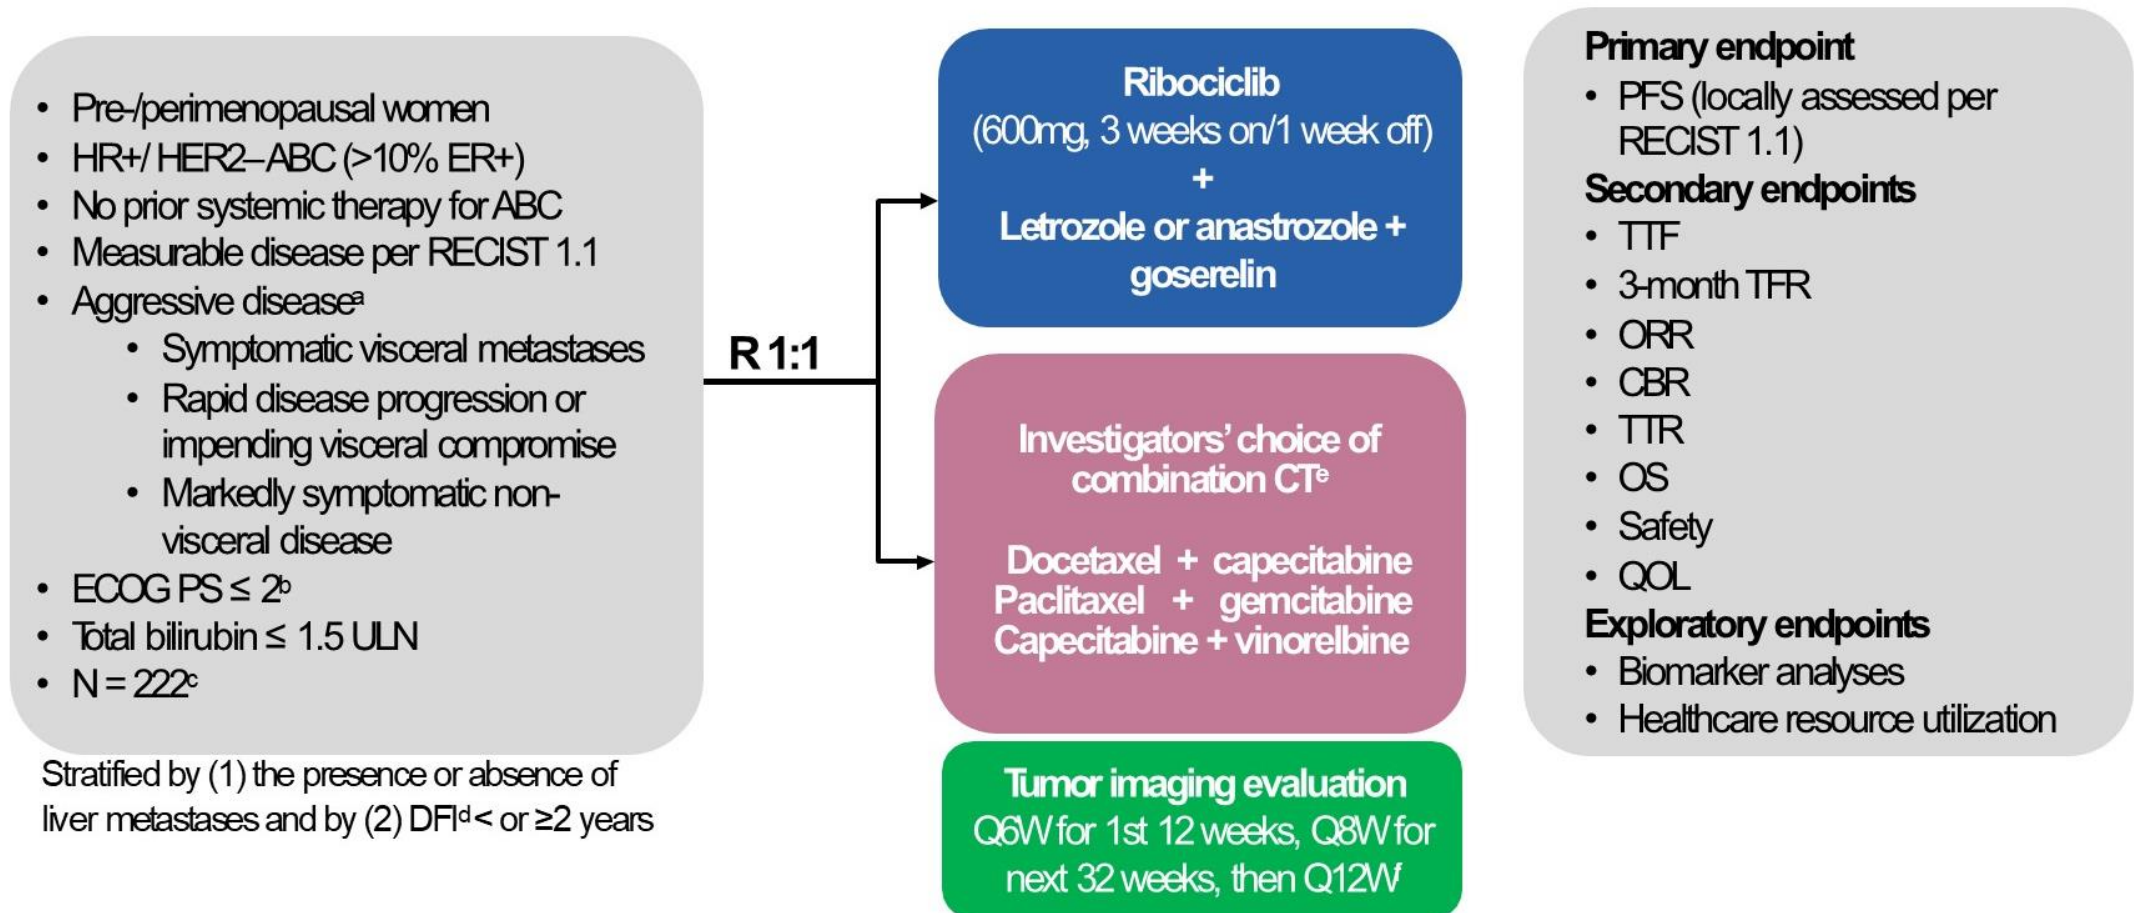 • Pre-/perimenopausal women
• HR+/ HER2– ABC (>10% ER+)
• No prior systemic therapy for ABC
• Measurable disease per RECIST 1.1
• Aggressive diseaseᵃ
• Symptomatic visceral metastases
• Rapid disease progression or
impending visceral compromise
• Markedly symptomatic non-
visceral disease
• ECOG PS ≤ 2ᵇ
• Total bilirubin ≤ 1.5 ULN
• N = 222ᶜ
Stratified by (1) the presence or absence of
liver metastases and by (2) DFIᵈ < or ≥2 years
R 1:1
Ribociclib
(600mg, 3 weeks on/1 week off)
+
Letrozole or anastrozole +
goserelin
Investigators’ choice of
combination CTᵉ
Docetaxel + capecitabine
Paclitaxel + gemcitabine
Capecitabine + vinorelbine
Tumor imaging evaluation
Q6W for 1st 12 weeks, Q8W for
next 32 weeks, then Q12Wᶠ
Primary endpoint
• PFS (locally assessed per
RECIST 1.1)
Secondary endpoints
• TTF
• 3-month TFR
• ORR
• CBR
• TTR
• OS
• Safety
• QOL
Exploratory endpoints
• Biomarker analyses
• Healthcare resource utilization